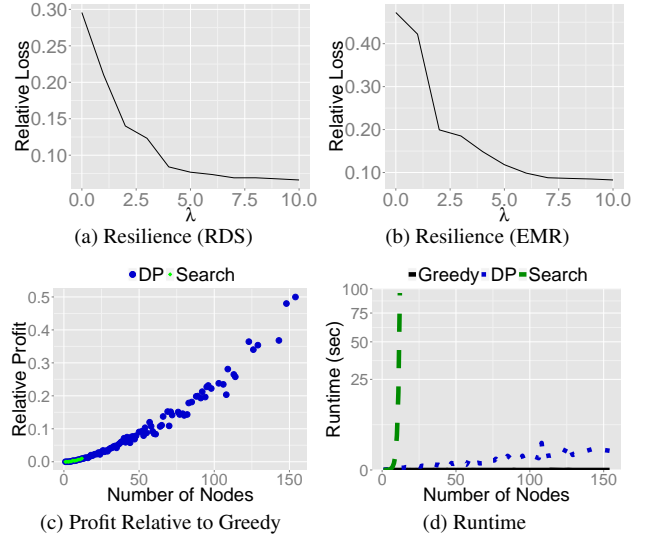 0.30
0.25
0.20
0.15
0.10
Relative Loss
0.0 2.5 5.0 7.5 10.0
λ
(a) Resilience (RDS)
0.40
0.30
0.20
0.10
Relative Loss
0.0 2.5 5.0 7.5 10.0
λ
(b) Resilience (EMR)
DP Search
0.5
0.4
0.3
0.2
0.1
0.0
Relative Profit
0 50 100 150
Number of Nodes
(c) Profit Relative to Greedy
Greedy DP Search
100
75
50
25
0
Runtime (sec)
0 50 100 150
Number of Nodes
(d) Runtime